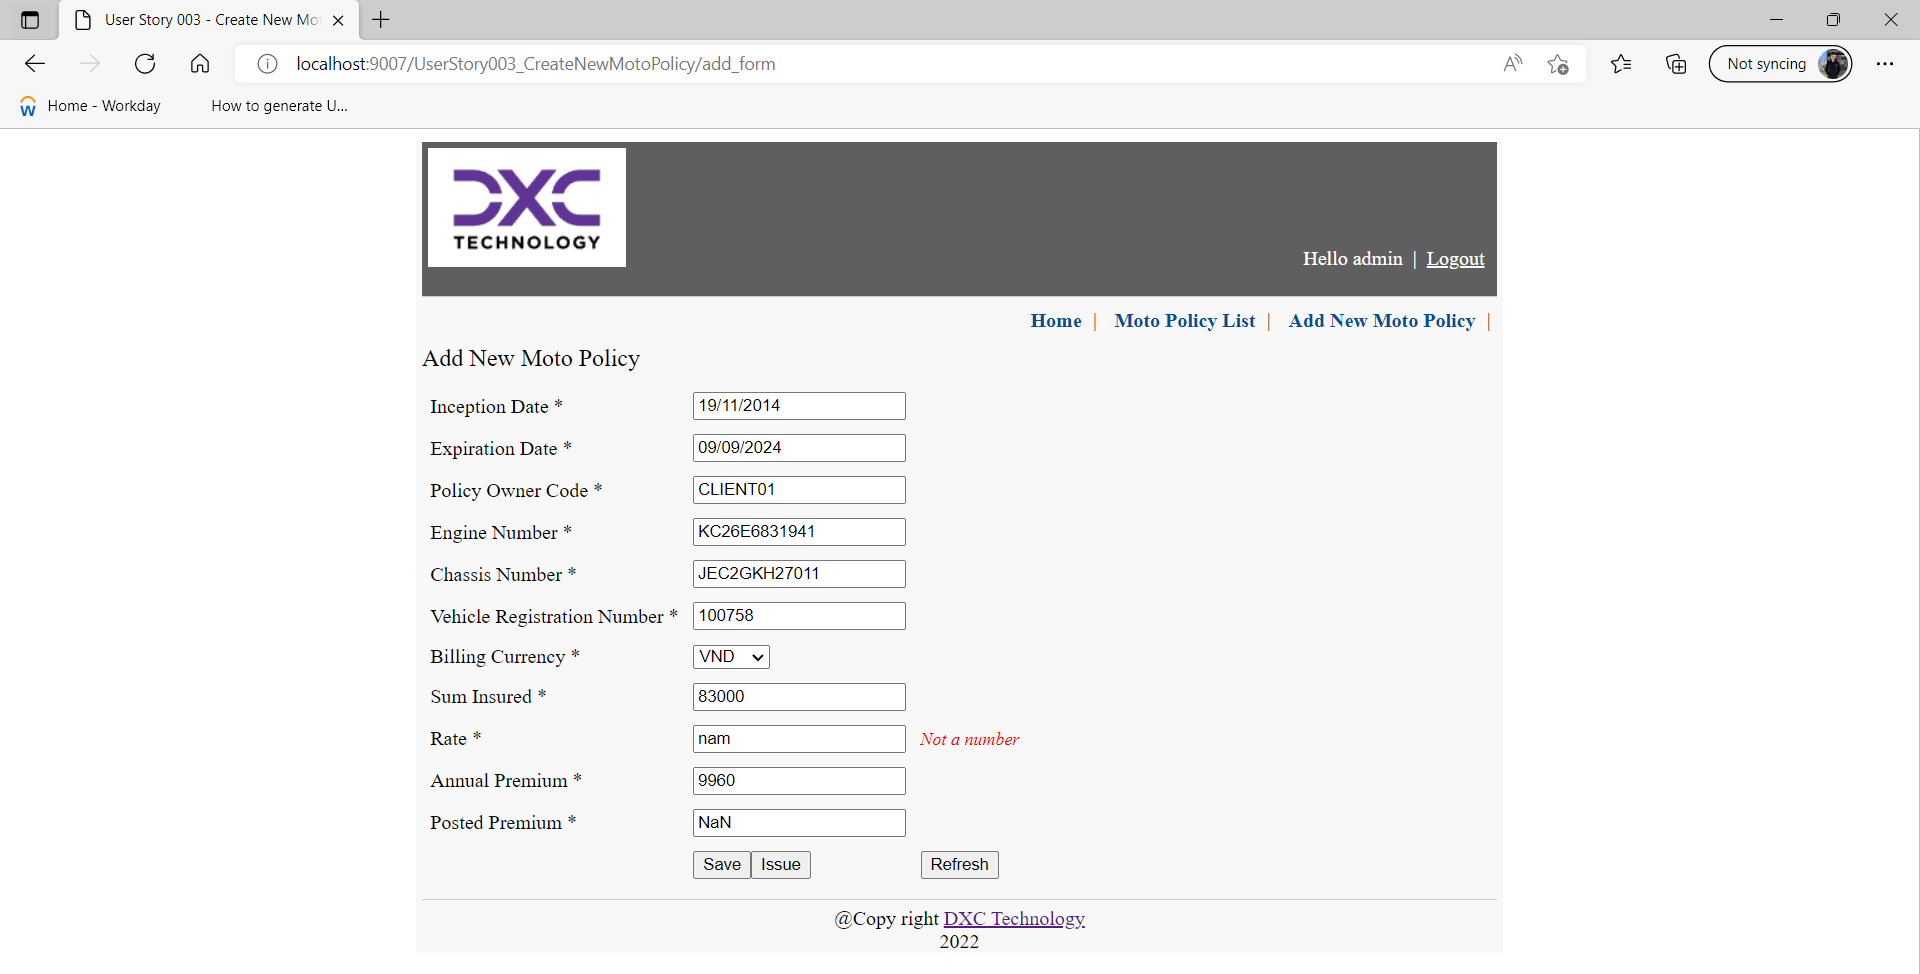 User Story 003 - Create New Mo
localhost:9007/UserStory003_CreateNewMotoPolicy/add_form
Not syncing
Home - Workday
How to generate U...
DXC
TECHNOLOGY
Hello admin | Logout
Home | Moto Policy List | Add New Moto Policy |
Add New Moto Policy
Inception Date * 19/11/2014
Expiration Date * 09/09/2024
Policy Owner Code * CLIENT01
Engine Number * KC26E6831941
Chassis Number * JEC2GKH27011
Vehicle Registration Number * 100758
Billing Currency * VND
Sum Insured * 83000
Rate * nam Not a number
Annual Premium * 9960
Posted Premium * NaN
Save Issue Refresh
@Copy right DXC Technology
2022